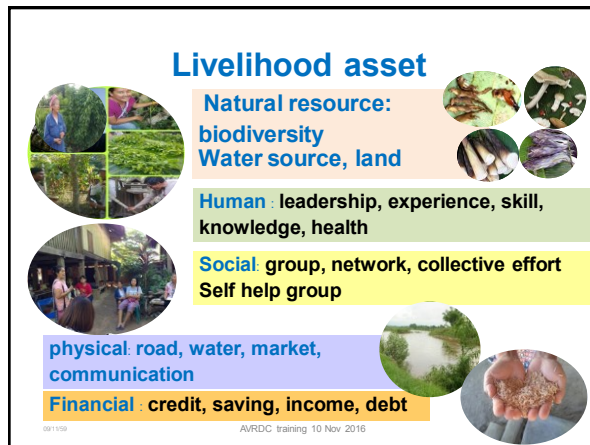 Livelihood asset
Natural resource:
biodiversity
Water source, land
Human : leadership, experience, skill,
knowledge, health
Social: group, network, collective effort
Self help group
physical: road, water, market,
communication
Financial : credit, saving, income, debt
09/11/59
AVRDC training 10 Nov 2016